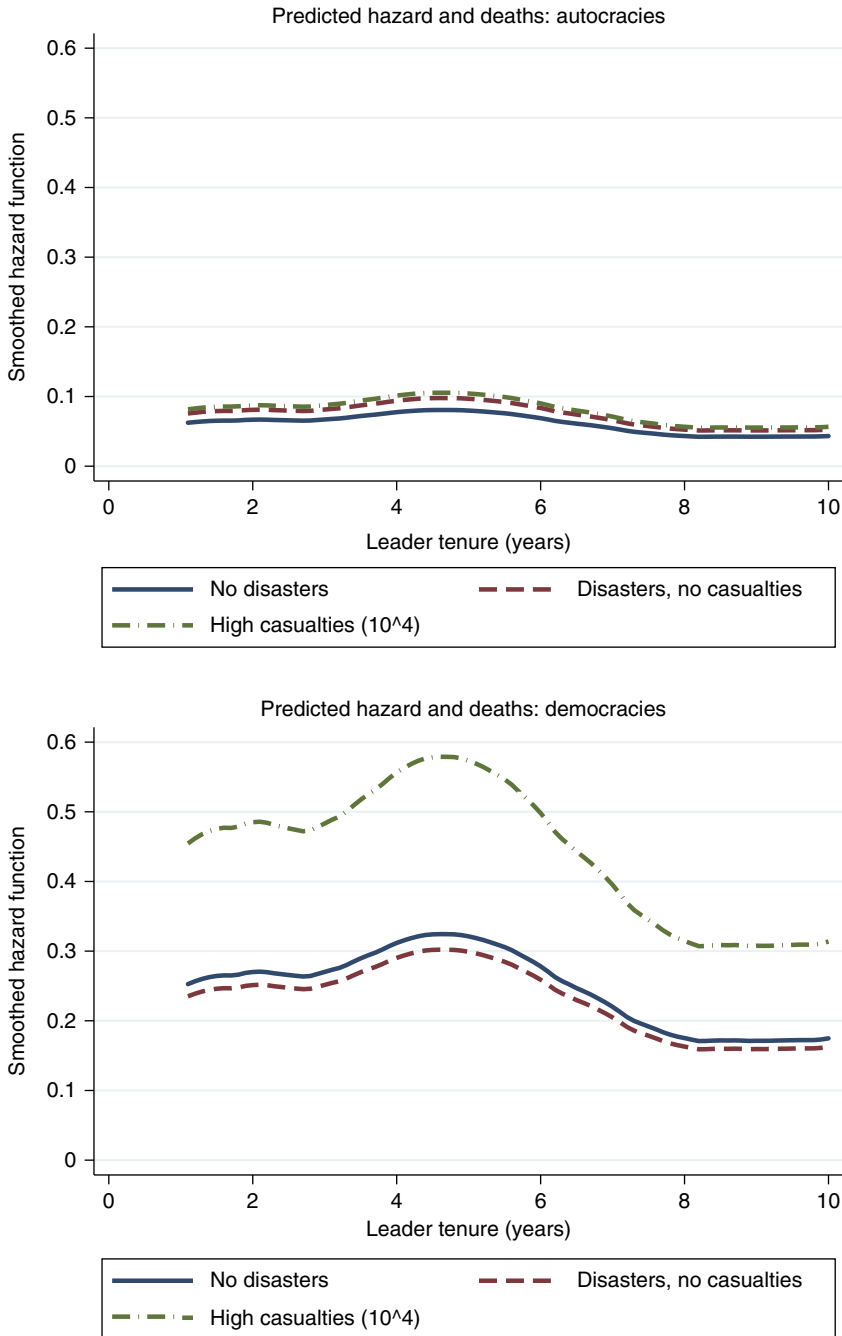 Predicted hazard and deaths: autocracies
Smoothed hazard function
0.6
0.5
0.4
0.3
0.2
0.1
0
0 2 4 6 8 10
Leader tenure (years)
No disasters Disasters, no casualties
High casualties (10^4)
Predicted hazard and deaths: democracies
Smoothed hazard function
0.6
0.5
0.4
0.3
0.2
0.1
0
0 2 4 6 8 10
Leader tenure (years)
No disasters Disasters, no casualties
High casualties (10^4)